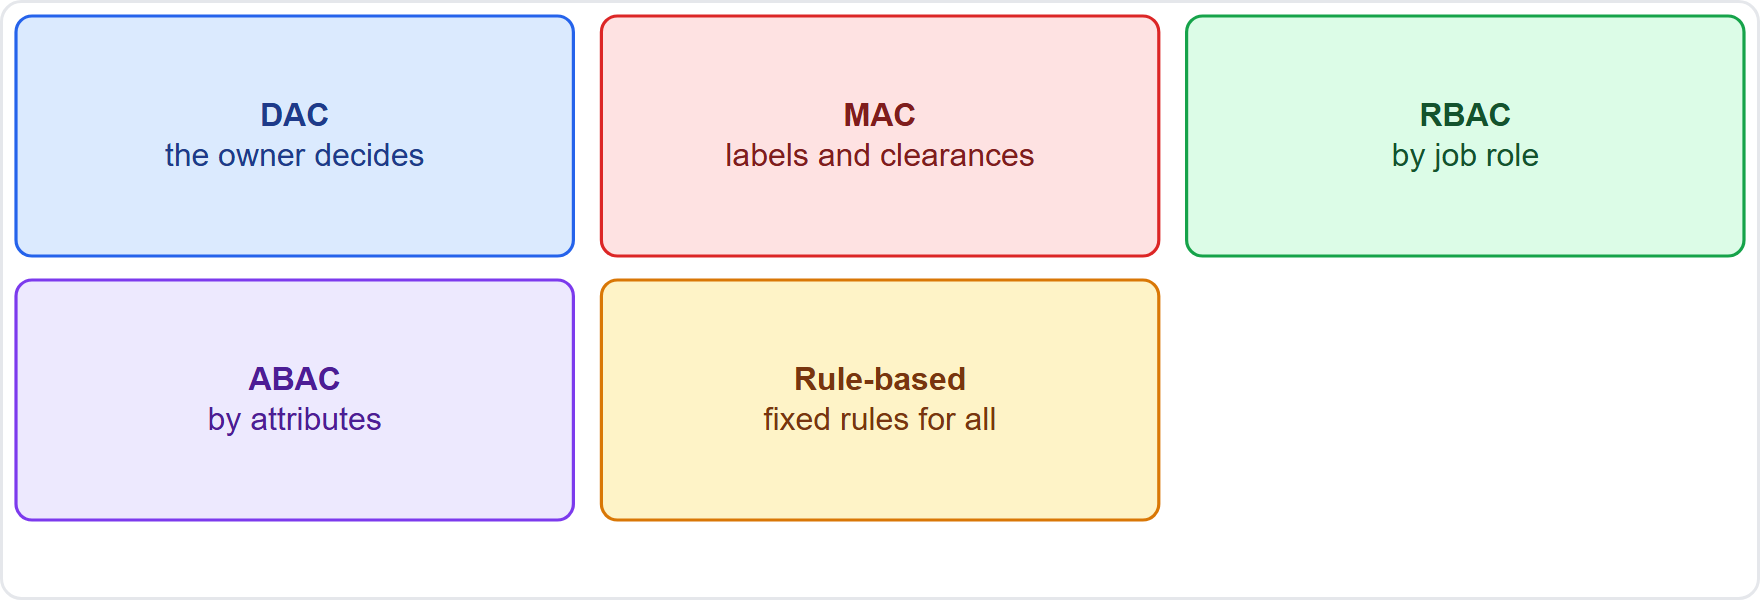 DAC
the owner decides
MAC
labels and clearances
RBAC
by job role
ABAC
by attributes
Rule-based
fixed rules for all